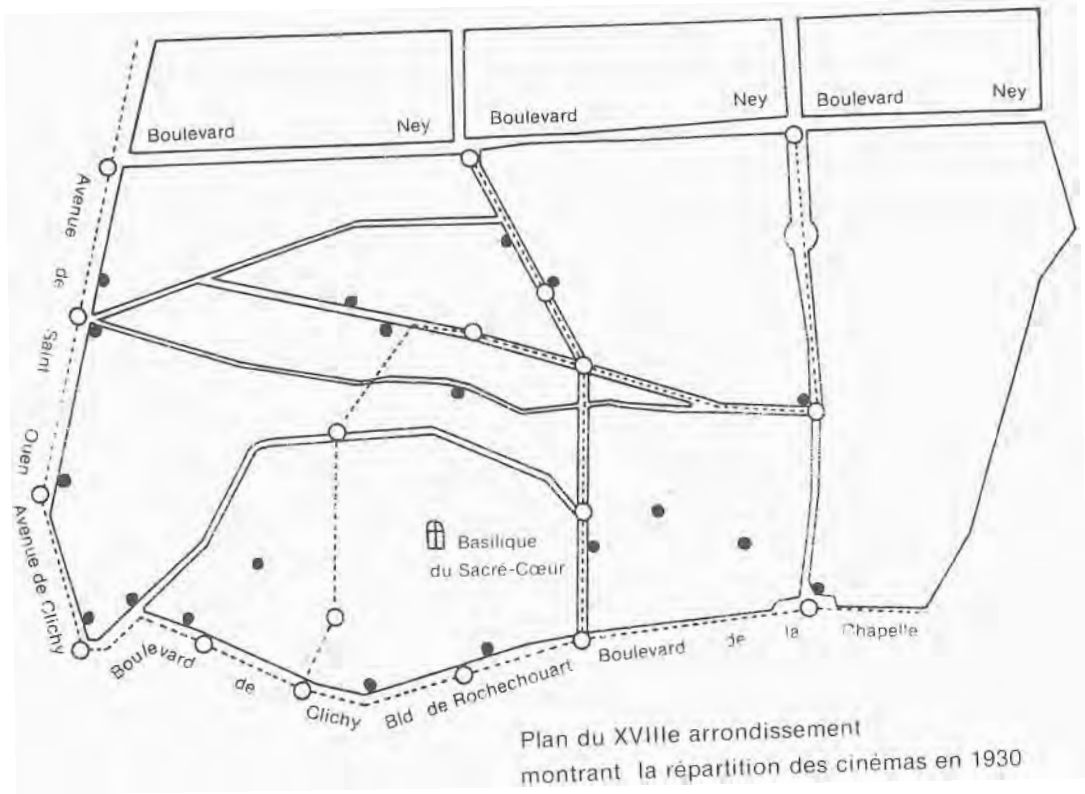 Boulevard Ney
Boulevard Ney
Boulevard Ney
Avenue de Saint Ouen
Avenue de Clichy
Basilique
du Sacré-Cœur
Boulevard de Clichy
Bld de Rochechouart
Boulevard de la Chapelle
Plan du XVIIIe arrondissement
montrant la répartition des cinémas en 1930